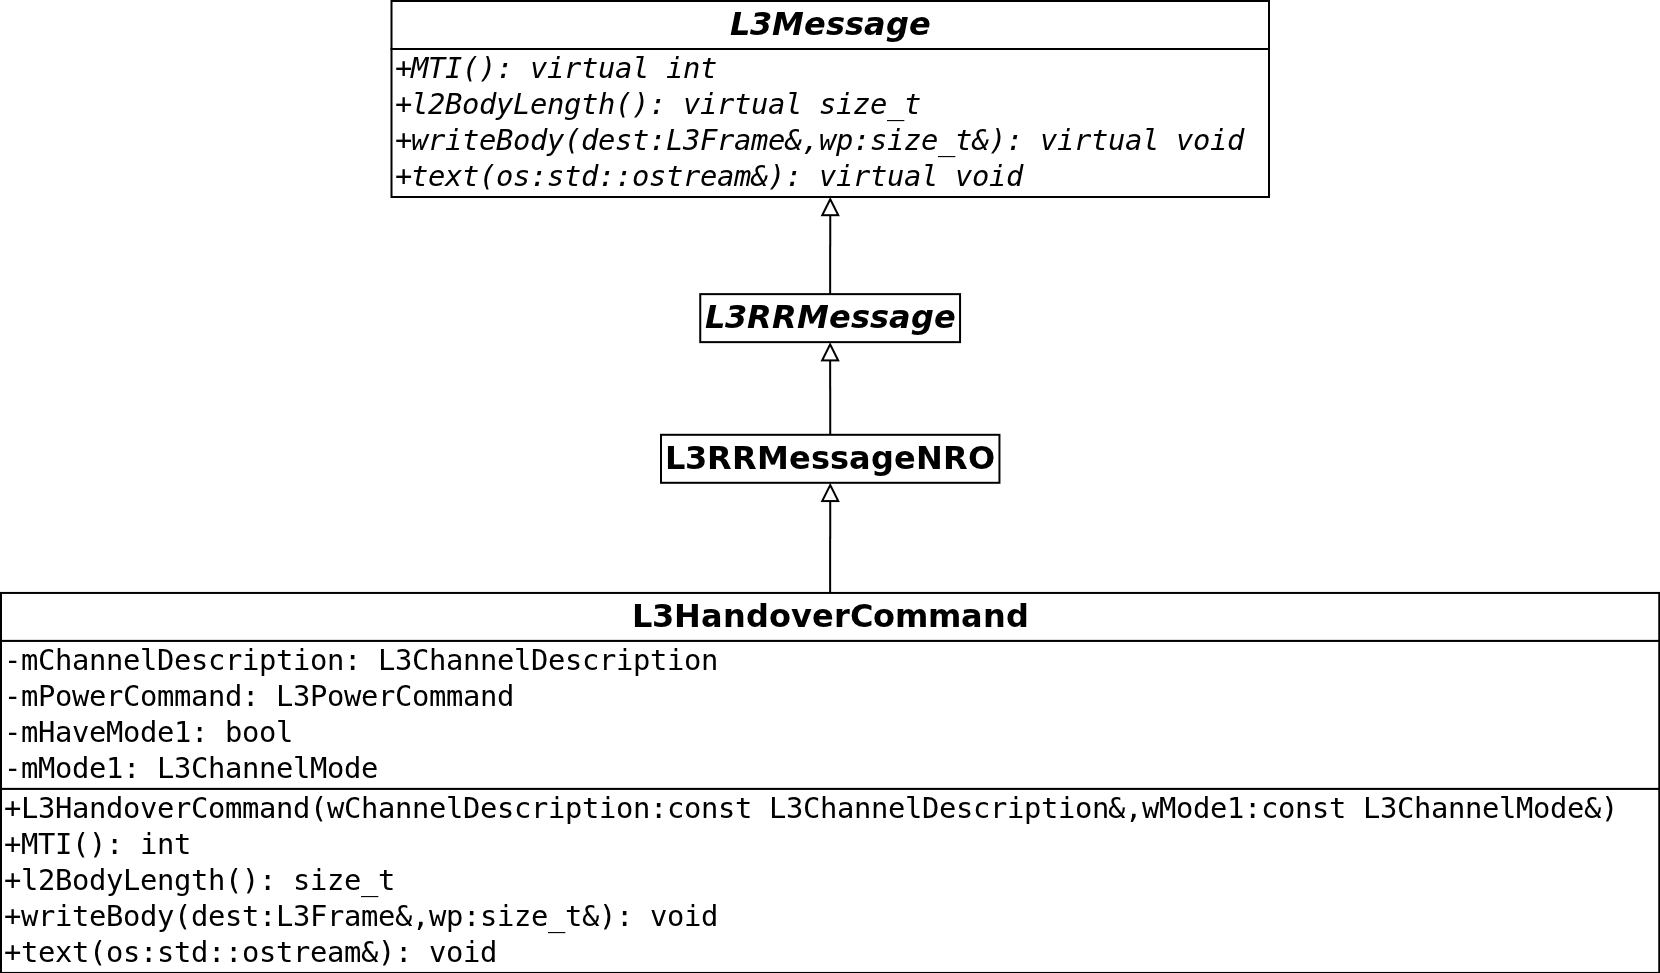 L3Message
+MTI(): virtual int
+l2BodyLength(): virtual size_t
+writeBody(dest:L3Frame&,wp:size_t&): virtual void
+text(os:std::ostream&): virtual void
L3RRMessage
L3RRMessageNRO
L3HandoverCommand
-mChannelDescription: L3ChannelDescription
-mPowerCommand: L3PowerCommand
-mHaveMode1: bool
-mMode1: L3ChannelMode
+L3HandoverCommand(wChannelDescription:const L3ChannelDescription&,wMode1:const L3ChannelMode&)
+MTI(): int
+l2BodyLength(): size_t
+writeBody(dest:L3Frame&,wp:size_t&): void
+text(os:std::ostream&): void